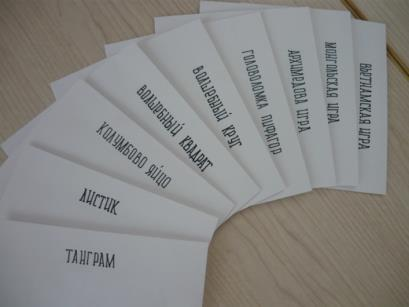 ТАНГРАМ
ЛИСТИК
КОЛУМБОВО ЯЙЦО
ВОЛШЕБНЫЙ КВАДРАТ
ВОЛШЕБНЫЙ КРУГ
ГОЛОВОЛОМКА ПИФАГОР
АРХИМЕДОВА ИГРА
МОНГОЛЬСКАЯ ИГРА
ВЬЕТНАМСКАЯ ИГРА